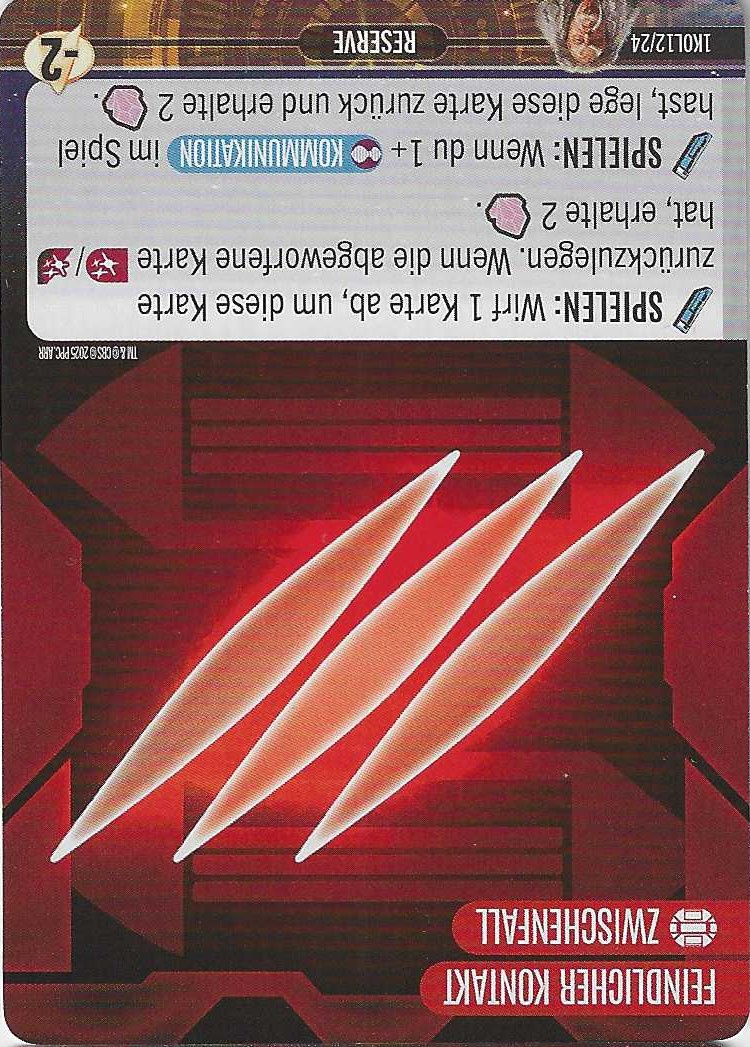 FEINDLICHER KONTAKT
ZWISCHENFALL
TM & © CBS © 2025 PPC. ARR
SPIELEN: Wirf 1 Karte ab, um diese Karte
zurückzulegen. Wenn die abgeworfene Karte /
hat, erhalte 2 .
SPIELEN: Wenn du 1+ KOMMUNIKATION im Spiel
hast, lege diese Karte zurück und erhalte 2 .
1KOL12/24
RESERVE
-2